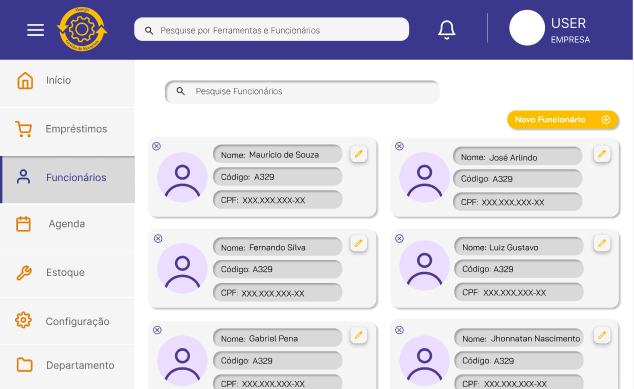 Pesquise por Ferramentas e Funcionários
USER
EMPRESA
Início
Empréstimos
Funcionários
Agenda
Estoque
Configuração
Departamento
Pesquise Funcionários
Novo Funcionário
Nome: Maurício de Souza
Código: A329
CPF: XXX.XXX.XXX-XX
Nome: José Arlindo
Código: A329
CPF: XXX.XXX.XXX-XX
Nome: Fernando Silva
Código: A329
CPF: XXX.XXX.XXX-XX
Nome: Luiz Gustavo
Código: A329
CPF: XXX.XXX.XXX-XX
Nome: Gabriel Pena
Código: A329
CPF: XXX.XXX.XXX-XX
Nome: Jhonnatan Nascimento
Código: A329
CPF: XXX.XXX.XXX-XX